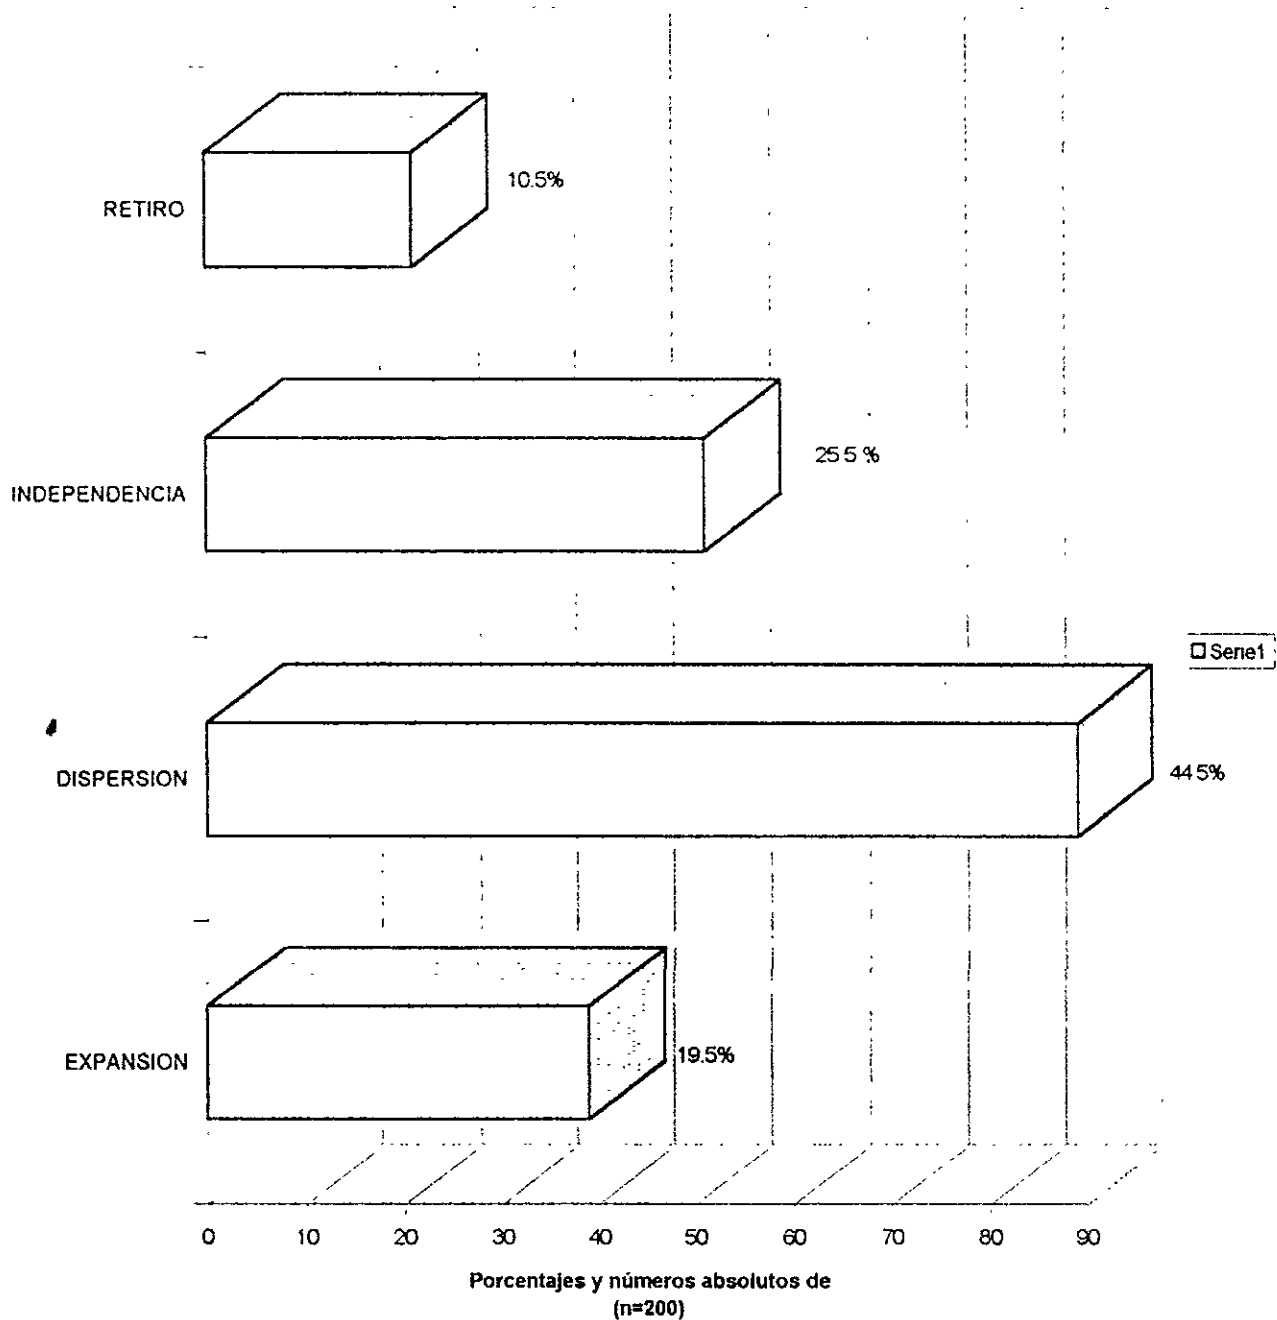 10.5%
RETIRO
25 5 %
INDEPENDENCIA
Serie1
44 5%
DISPERSION
19.5%
EXPANSION
0 10 20 30 40 50 60 70 80 90
Porcentajes y números absolutos de
(n=200)